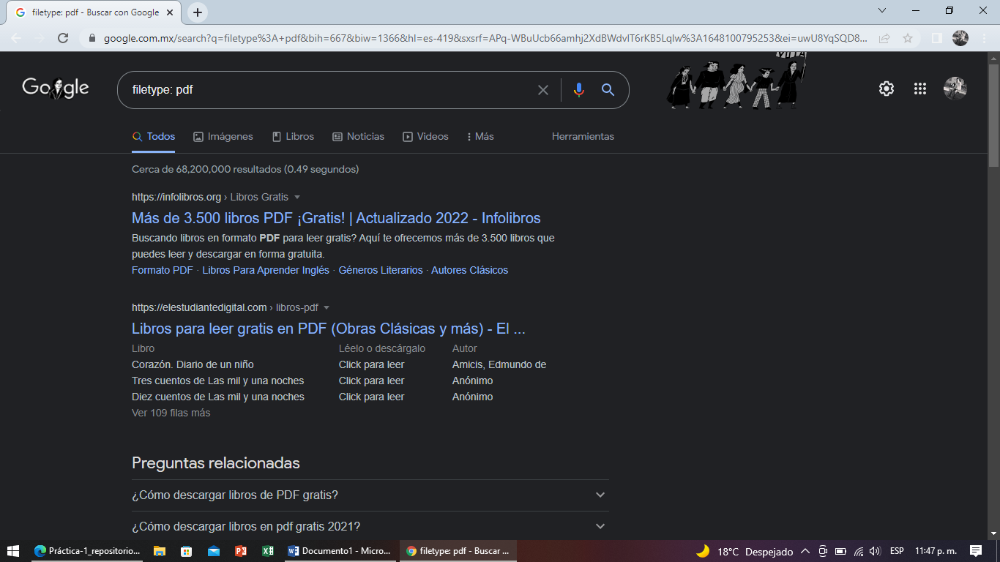 filetype: pdf - Buscar con Google
google.com.mx/search?q=filetype%3A+pdf&bih=667&biw=1366&hl=es-419&sxsrf=APq-WBuUcb66amhj2XdBWdvIT6rKB5Lqlw%3A1648100795253&ei=uwU8YqSQD8...
Google
filetype: pdf
Todos Imágenes Libros Noticias Videos Más Herramientas
Cerca de 68,200,000 resultados (0.49 segundos)
https://infolibros.org › Libros Gratis
Más de 3.500 libros PDF ¡Gratis! | Actualizado 2022 - Infolibros
Buscando libros en formato PDF para leer gratis? Aquí te ofrecemos más de 3.500 libros que
puedes leer y descargar en forma gratuita.
Formato PDF · Libros Para Aprender Inglés · Géneros Literarios · Autores Clásicos
https://elestudiantedigital.com › libros-pdf
Libros para leer gratis en PDF (Obras Clásicas y más) - El ...
Libro Léelo o descárgalo Autor
Corazón. Diario de un niño Click para leer Amicis, Edmundo de
Tres cuentos de Las mil y una noches Click para leer Anónimo
Diez cuentos de Las mil y una noches Click para leer Anónimo
Ver 109 filas más
Preguntas relacionadas
¿Cómo descargar libros de PDF gratis?
¿Cómo descargar libros en pdf gratis 2021?
Práctica-1_repositorio... Documento1 - Micro... filetype: pdf - Buscar ... 18°C Despejado ESP 11:47 p. m.